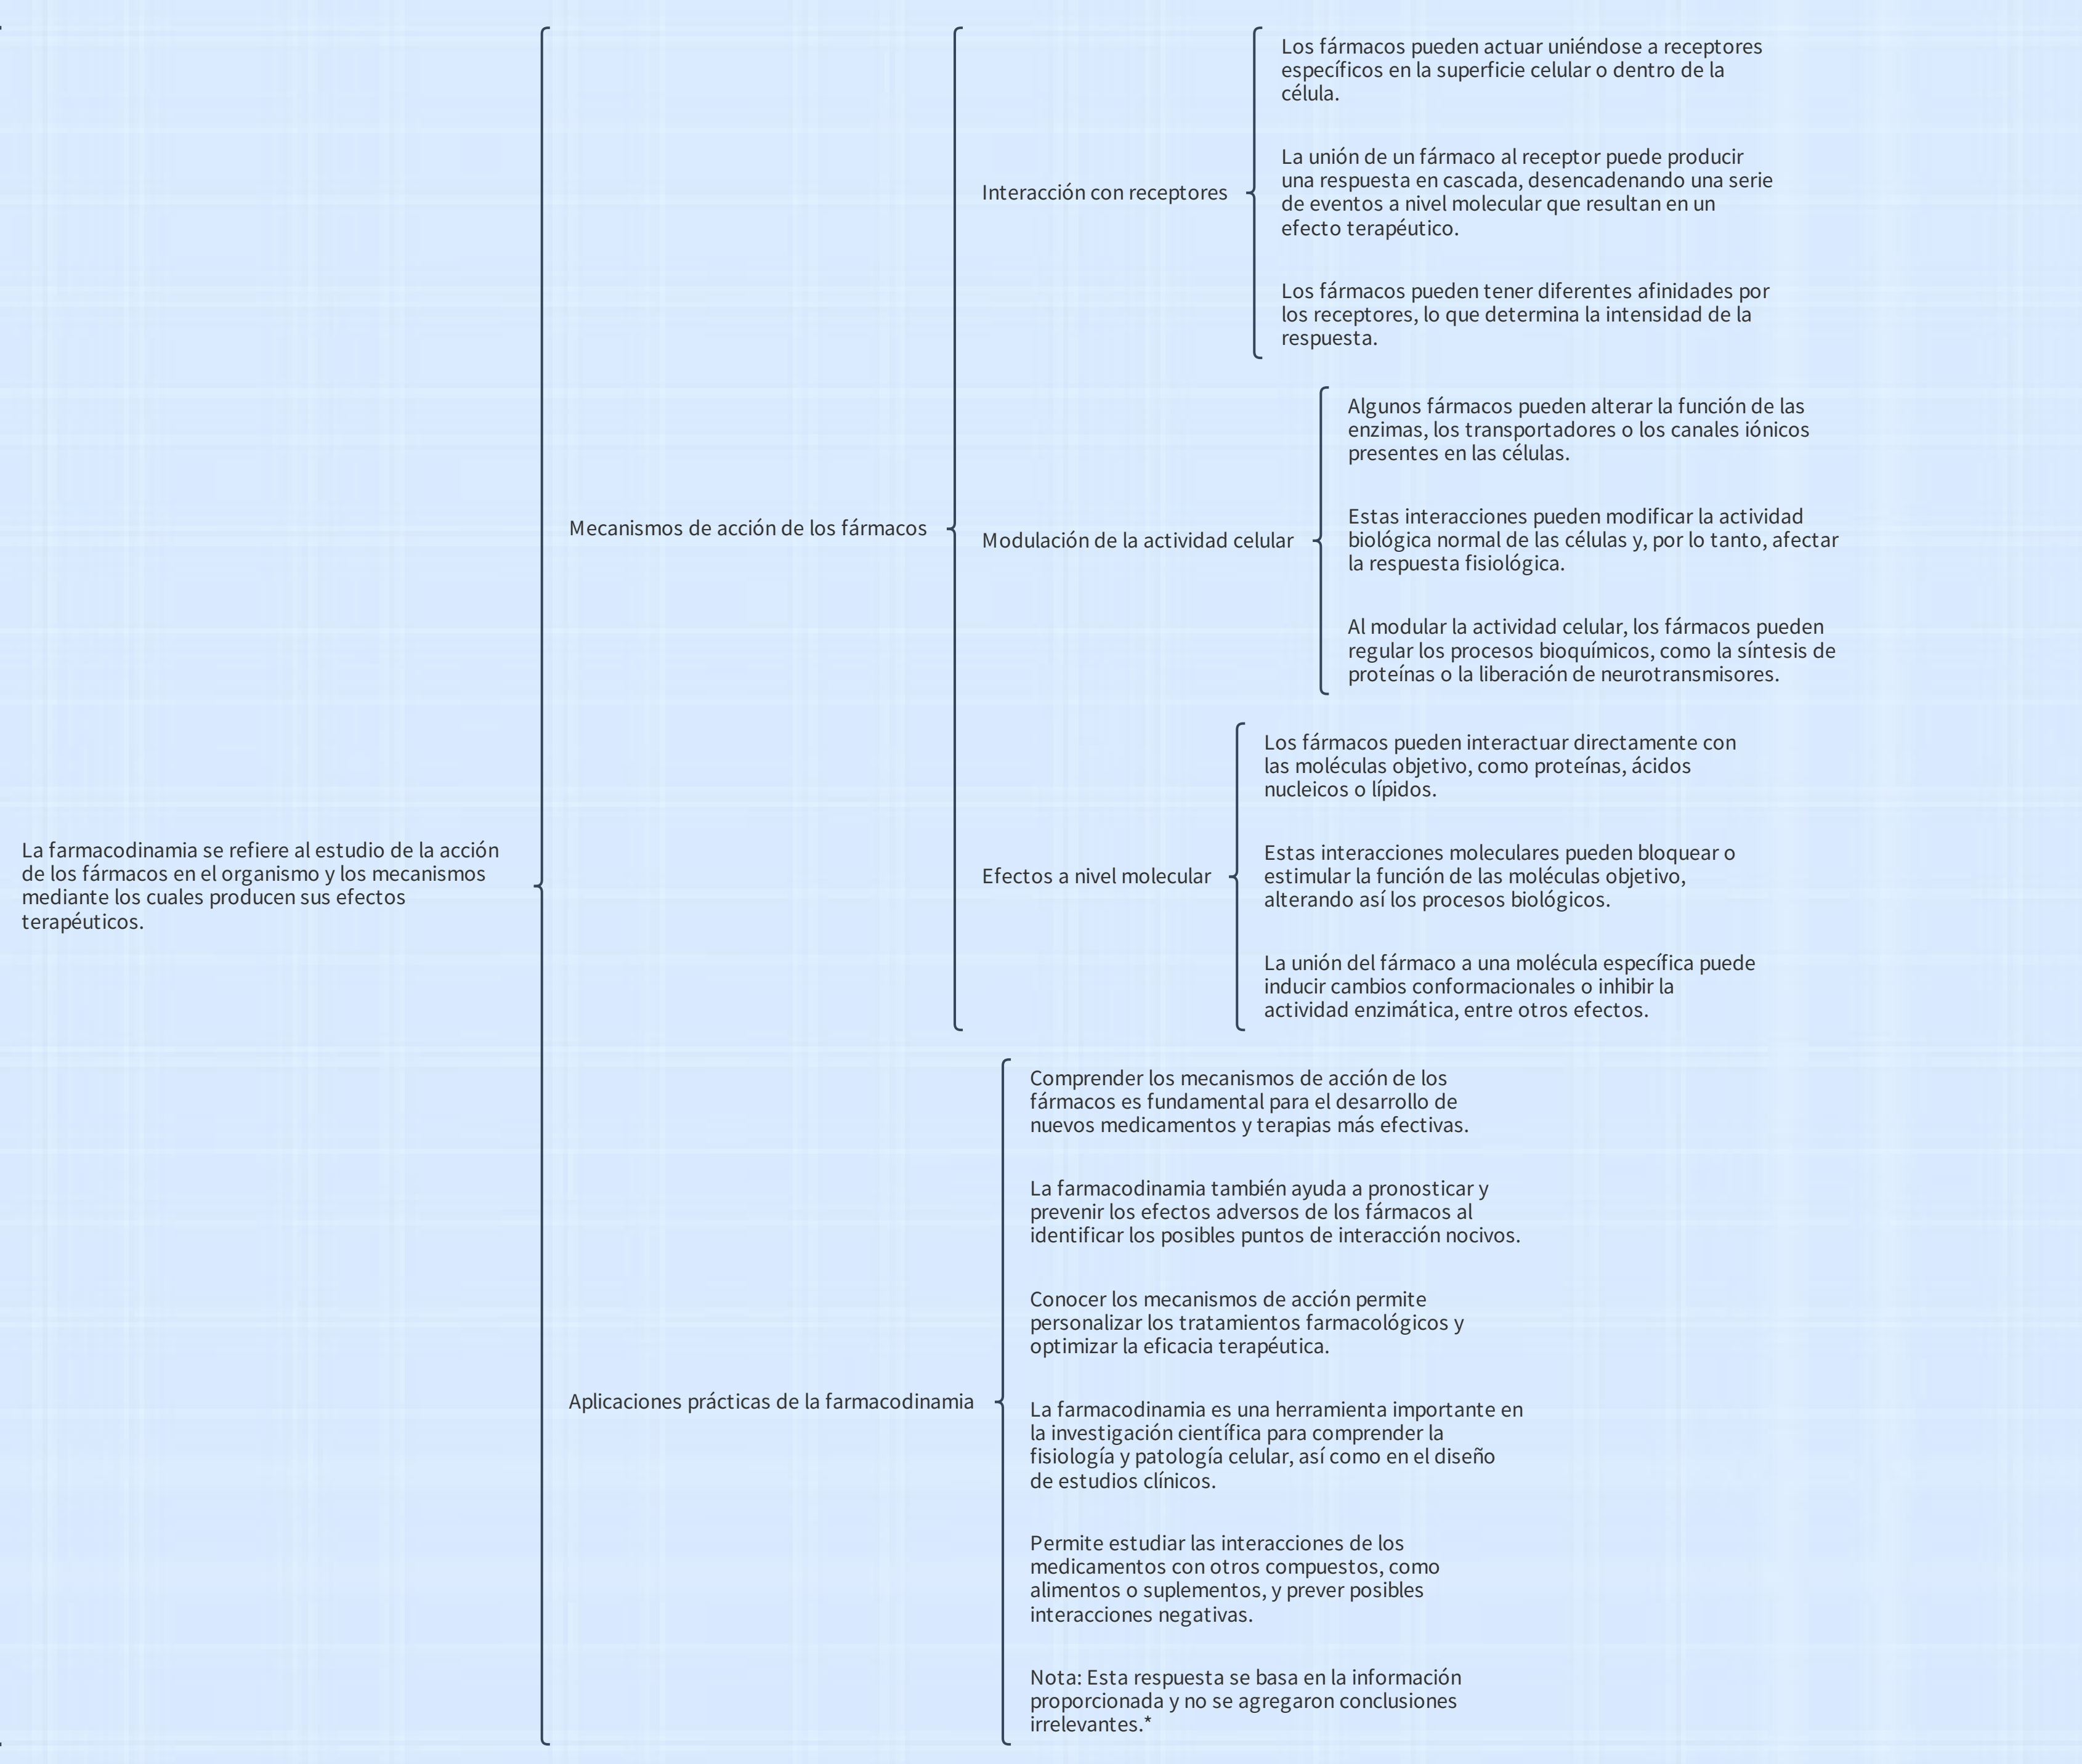 La farmacodinamia se refiere al estudio de la acción
de los fármacos en el organismo y los mecanismos
mediante los cuales producen sus efectos
terapéuticos.
Mecanismos de acción de los fármacos
Interacción con receptores
Los fármacos pueden actuar uniéndose a receptores
específicos en la superficie celular o dentro de la
célula.
La unión de un fármaco al receptor puede producir
una respuesta en cascada, desencadenando una serie
de eventos a nivel molecular que resultan en un
efecto terapéutico.
Los fármacos pueden tener diferentes afinidades por
los receptores, lo que determina la intensidad de la
respuesta.
Modulación de la actividad celular
Algunos fármacos pueden alterar la función de las
enzimas, los transportadores o los canales iónicos
presentes en las células.
Estas interacciones pueden modificar la actividad
biológica normal de las células y, por lo tanto, afectar
la respuesta fisiológica.
Al modular la actividad celular, los fármacos pueden
regular los procesos bioquímicos, como la síntesis de
proteínas o la liberación de neurotransmisores.
Efectos a nivel molecular
Los fármacos pueden interactuar directamente con
las moléculas objetivo, como proteínas, ácidos
nucleicos o lípidos.
Estas interacciones moleculares pueden bloquear o
estimular la función de las moléculas objetivo,
alterando así los procesos biológicos.
La unión del fármaco a una molécula específica puede
inducir cambios conformacionales o inhibir la
actividad enzimática, entre otros efectos.
Aplicaciones prácticas de la farmacodinamia
Comprender los mecanismos de acción de los
fármacos es fundamental para el desarrollo de
nuevos medicamentos y terapias más efectivas.
La farmacodinamia también ayuda a pronosticar y
prevenir los efectos adversos de los fármacos al
identificar los posibles puntos de interacción nocivos.
Conocer los mecanismos de acción permite
personalizar los tratamientos farmacológicos y
optimizar la eficacia terapéutica.
La farmacodinamia es una herramienta importante en
la investigación científica para comprender la
fisiología y patología celular, así como en el diseño
de estudios clínicos.
Permite estudiar las interacciones de los
medicamentos con otros compuestos, como
alimentos o suplementos, y prever posibles
interacciones negativas.
Nota: Esta respuesta se basa en la información
proporcionada y no se agregaron conclusiones
irrelevantes.*